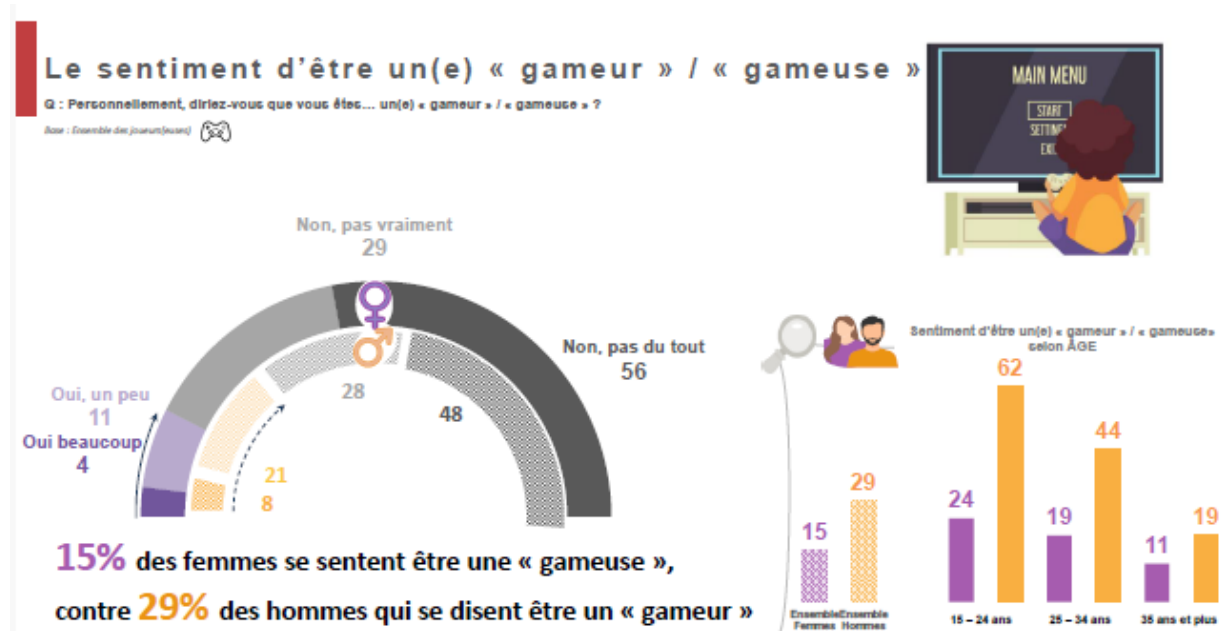 Le sentiment d'être un(e) « gameur » / « gameuse »
Q : Personnellement, diriez-vous que vous êtes.... un(e) « gameur » / « gameuse » ?
Base : Ensemble des joueurs(euses)
MAIN MENU
START
SETTINE
EXI
Non, pas vraiment
29
Non, pas du tout
56
Oui, un peu
11
Oui beaucoup
4
28
48
21
8
15% des femmes se sentent être une « gameuse »,
contre 29% des hommes qui se disent être un « gameur »
15
29
Ensemble Femmes
Ensemble Hommes
Sentiment d'être un(e) « gameur » / « gameuse»
selon ÂGE
24
62
19
44
11
19
15 – 24 ans
25 – 34 ans
35 ans et plus